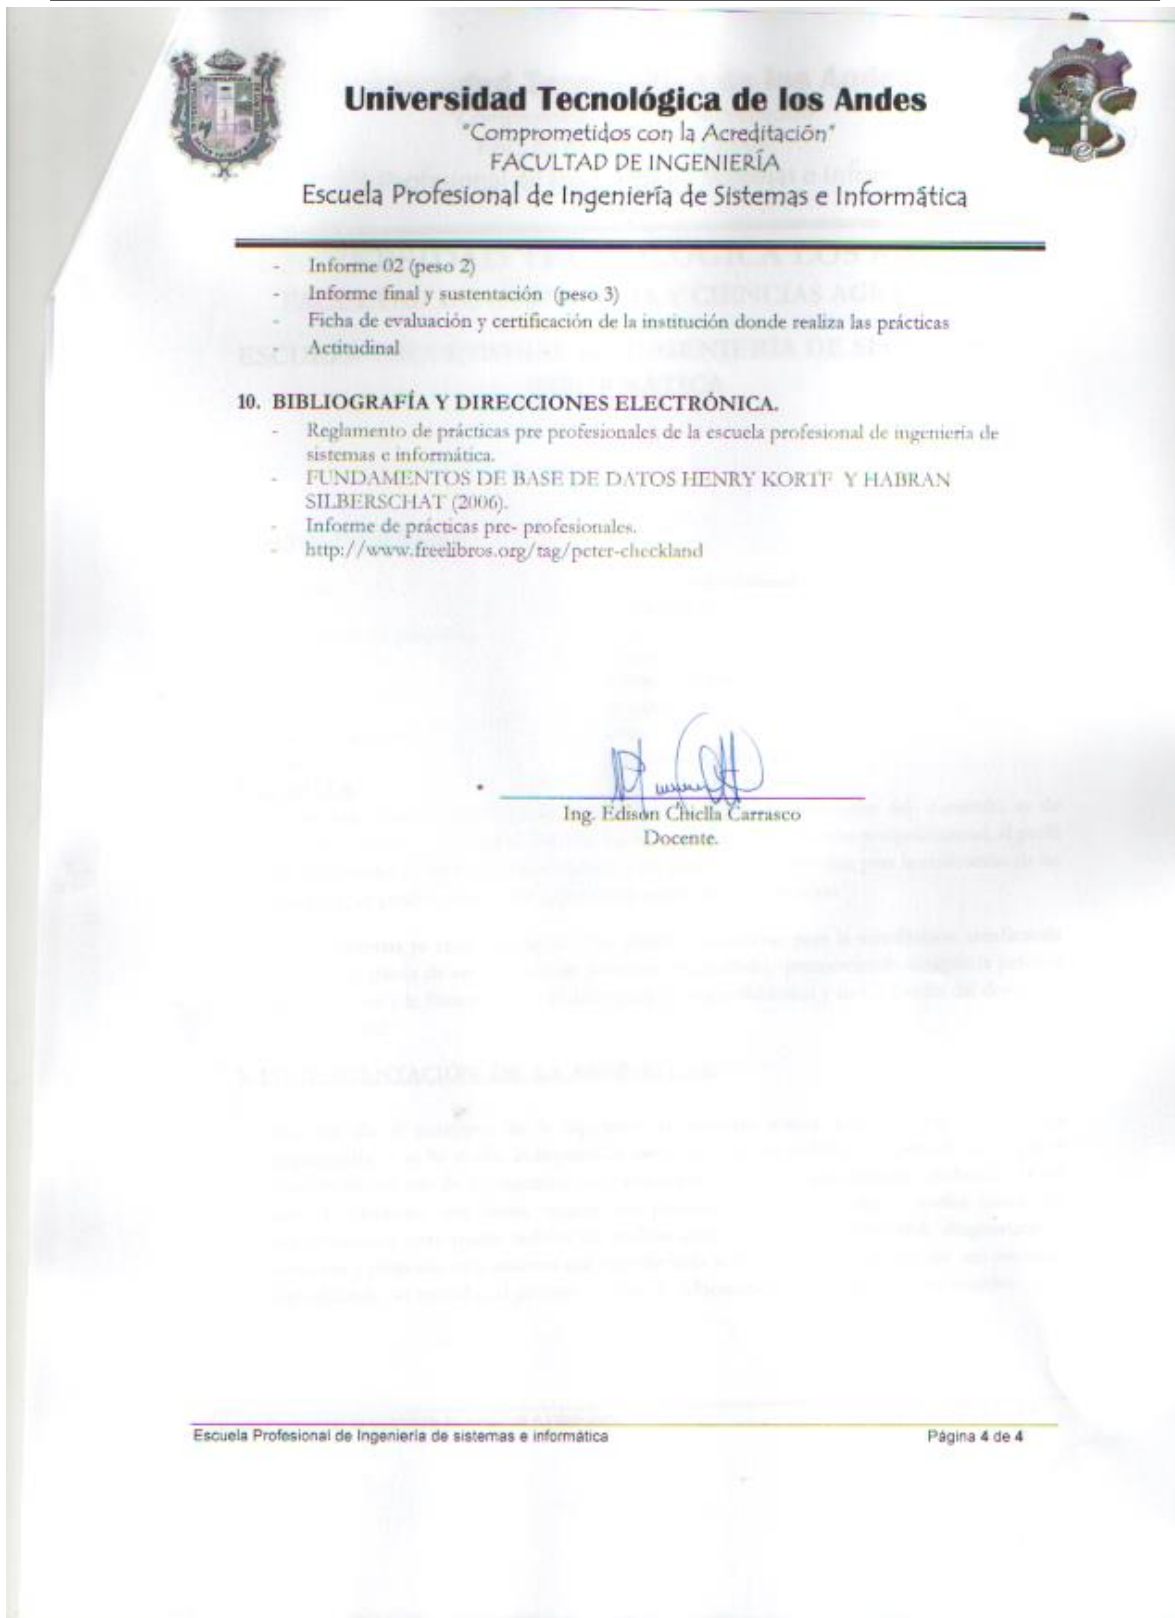 Universidad Tecnológica de los Andes
"Comprometidos con la Acreditación"
FACULTAD DE INGENIERÍA
Escuela Profesional de Ingeniería de Sistemas e Informática
- Informe 02 (peso 2)
- Informe final y sustentación (peso 3)
- Ficha de evaluación y certificación de la institución donde realiza las prácticas
Actitudinal
10. BIBLIOGRAFÍA Y DIRECCIONES ELECTRÓNICA.
- Reglamento de prácticas pre profesionales de la escuela profesional de ingeniería de
sistemas e informática.
- FUNDAMENTOS DE BASE DE DATOS HENRY KORTF Y HABRAN
SILBERSCHAT (2006).
- Informe de prácticas pre- profesionales.
- http://www.freelibros.org/tag/peter-checkland
Ing. Edison Chiclla Carrasco
Docente.
Escuela Profesional de Ingeniería de sistemas e informática
Página 4 de 4